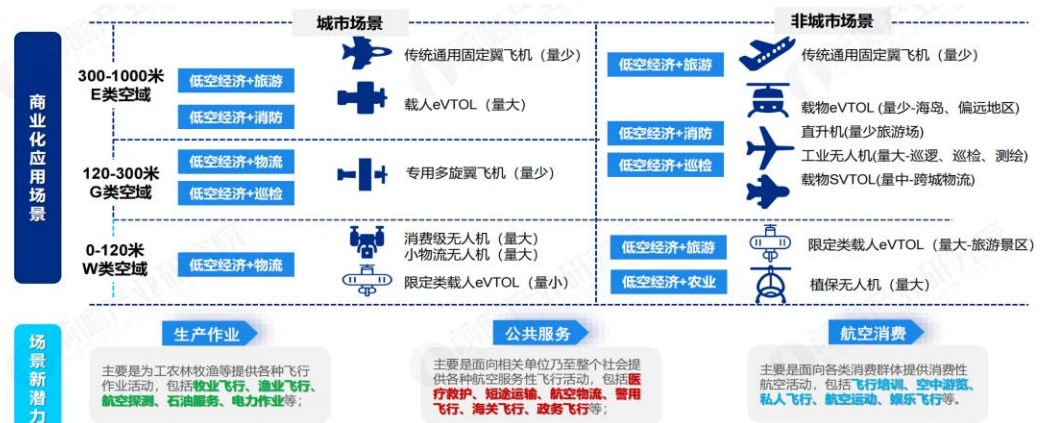 城市场景
非城市场景
商业化应用场景
300-1000米
E类空域
低空经济+旅游
低空经济+消防
传统通用固定翼飞机（量少）
载人eVTOL（量大）
低空经济+旅游
传统通用固定翼飞机（量少）
120-300米
G类空域
低空经济+物流
低空经济+巡检
专用多旋翼飞机（量少）
低空经济+消防
低空经济+巡检
载物eVTOL (量少-海岛、偏远地区)
直升机(量少旅游场)
工业无人机(量大-巡逻、巡检、测绘)
载物SVTOL(量中-跨城物流)
0-120米
W类空域
低空经济+物流
消费级无人机（量大）
小物流无人机（量大）
限定类载人eVTOL（量小）
低空经济+旅游
低空经济+农业
限定类载人eVTOL（量大-旅游景区）
植保无人机（量大）
场景新潜力
生产作业
主要是为工农林牧渔等提供各种飞行
作业活动，包括牧业飞行、渔业飞行、
航空探测、石油服务、电力作业等；
公共服务
主要是面向相关单位乃至整个社会提
供各种航空服务性飞行活动，包括医
疗救护、短途运输、航空物流、警用
飞行、海关飞行、政务飞行等；
航空消费
主要是面向各类消费群体提供消费性
航空活动，包括飞行培训、空中游览、
私人飞行、航空运动、娱乐飞行等。